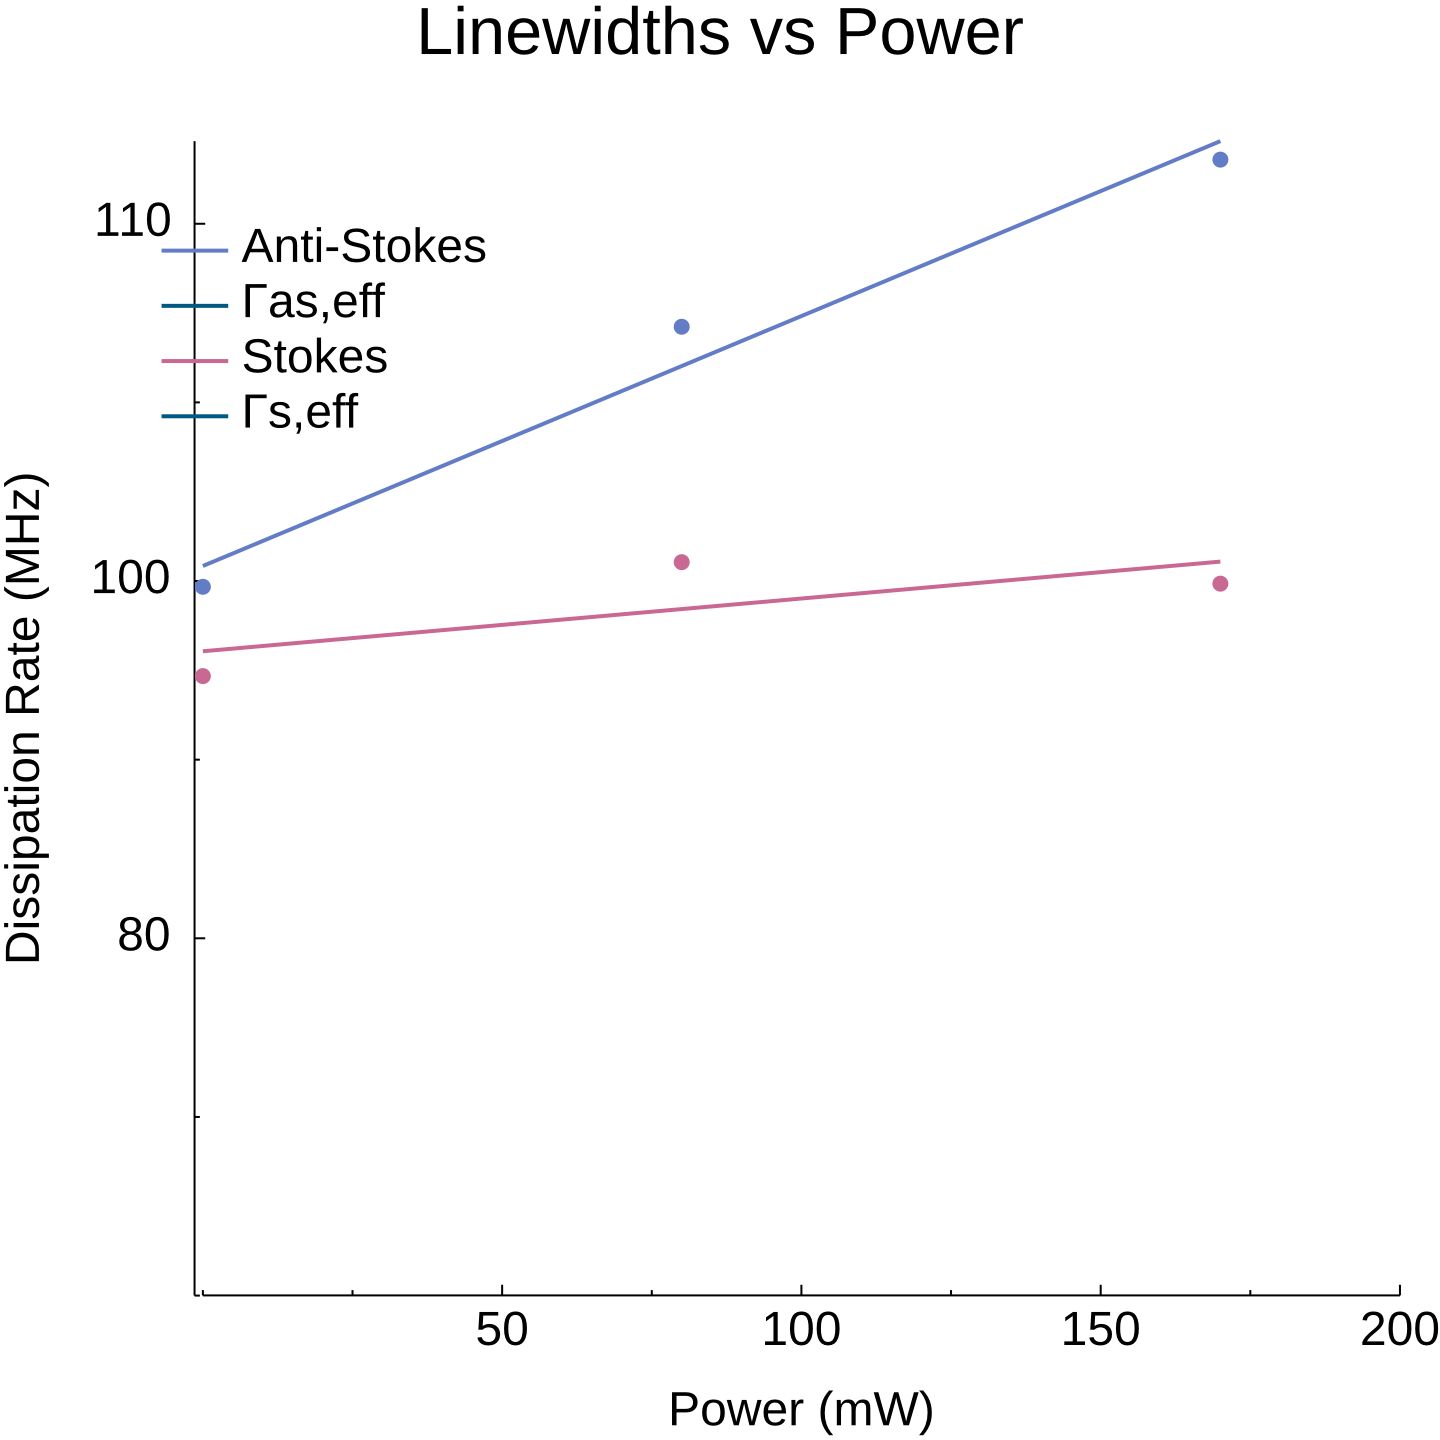 Linewidths vs Power
110
Anti-Stokes
Γas,eff
Stokes
Γs,eff
Dissipation Rate (MHz)
100
80
50
100
150
200
Power (mW)